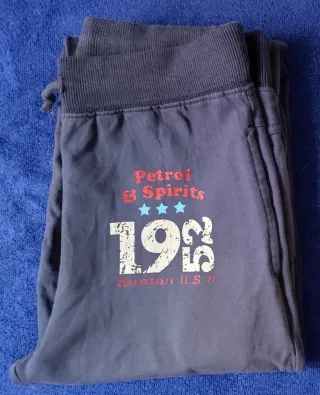 Petrol
& Spirits
1952
U.S.